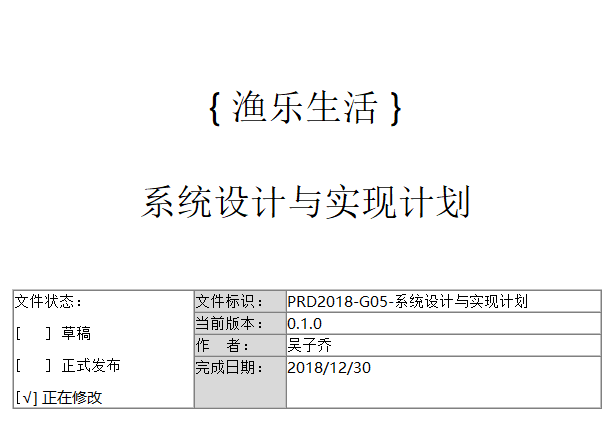 { 渔乐生活 }
系统设计与实现计划
文件状态：
[ ] 草稿
[ ] 正式发布
[√] 正在修改
文件标识： PRD2018-G05-系统设计与实现计划
当前版本： 0.1.0
作 者： 吴子乔
完成日期： 2018/12/30